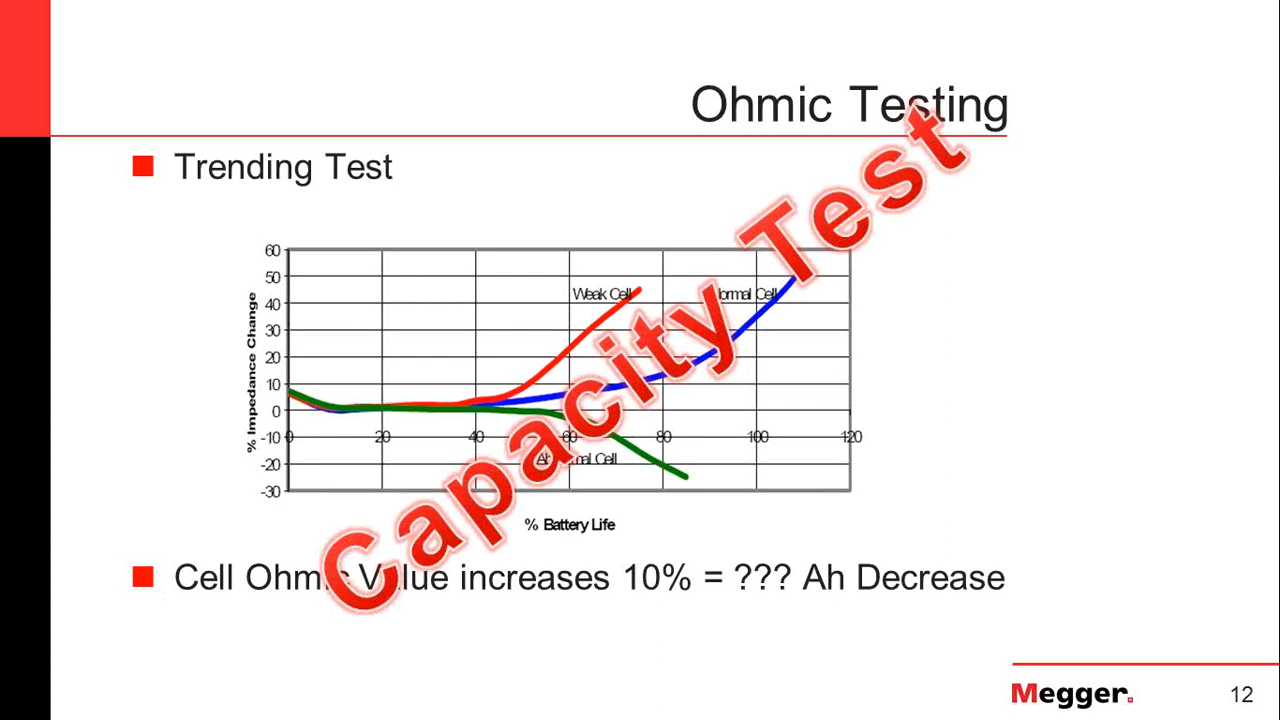 Ohmic Testing
Trending Test
Capacity Test
60
50
40
30
20
10
0
-10
-20
-30
% Impedance Change
Weak Cell
Cell
Cell
0 20 40 60 80 100 120
% Battery Life
Cell Ohmic Value increases 10% = ??? Ah Decrease
Megger.
12